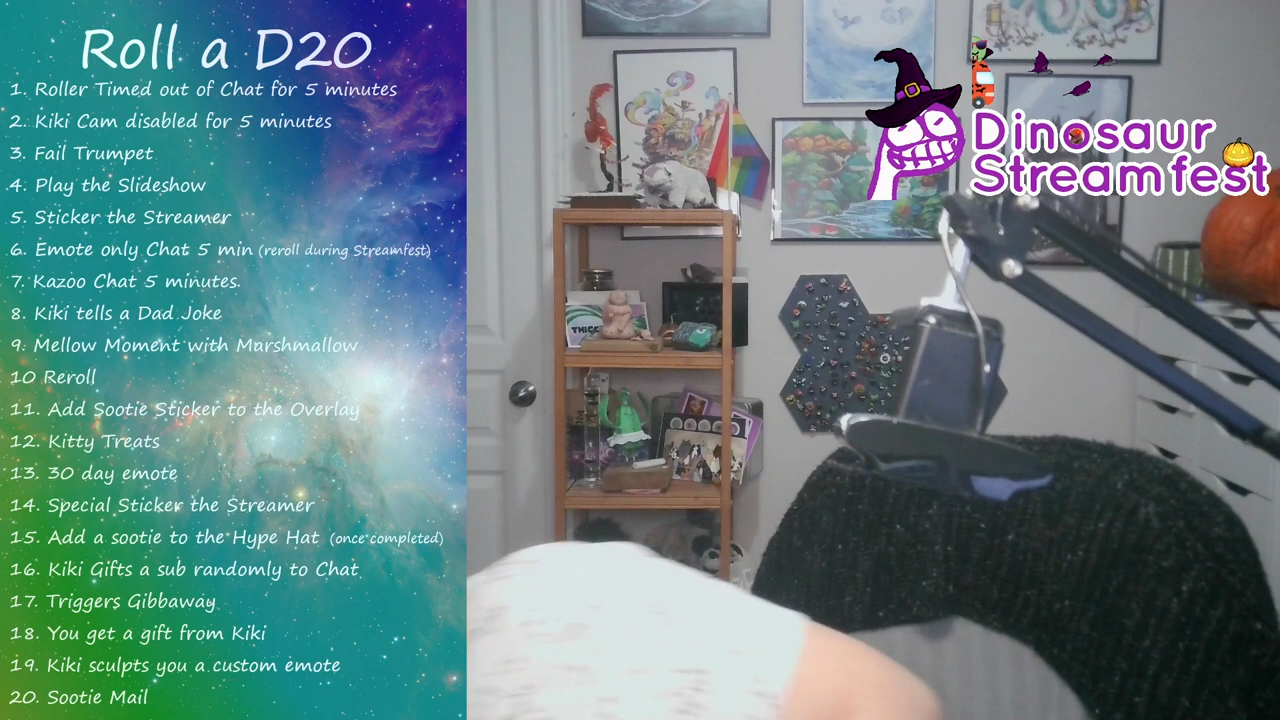 Roll a D20
1. Roller Timed out of Chat for 5 minutes
2. Kiki Cam disabled for 5 minutes
3. Fail Trumpet
4. Play the Slideshow
5. Sticker the Streamer
6. Emote only Chat 5 min (reroll during Streamfest)
7. Kazoo Chat 5 minutes.
8. Kiki tells a Dad Joke
9. Mellow Moment with Marshmallow
10 Reroll
11. Add Sootie Sticker to the Overlay
12. Kitty Treats
13. 30 day emote
14. Special Sticker the Streamer
15. Add a sootie to the Hype Hat (once completed)
16. Kiki Gifts a sub randomly to Chat
17. Triggers Gibbaway
18. You get a gift from Kiki
19. Kiki sculpts you a custom emote
20. Sootie Mail
Dinosaur
Streamfest
THICC